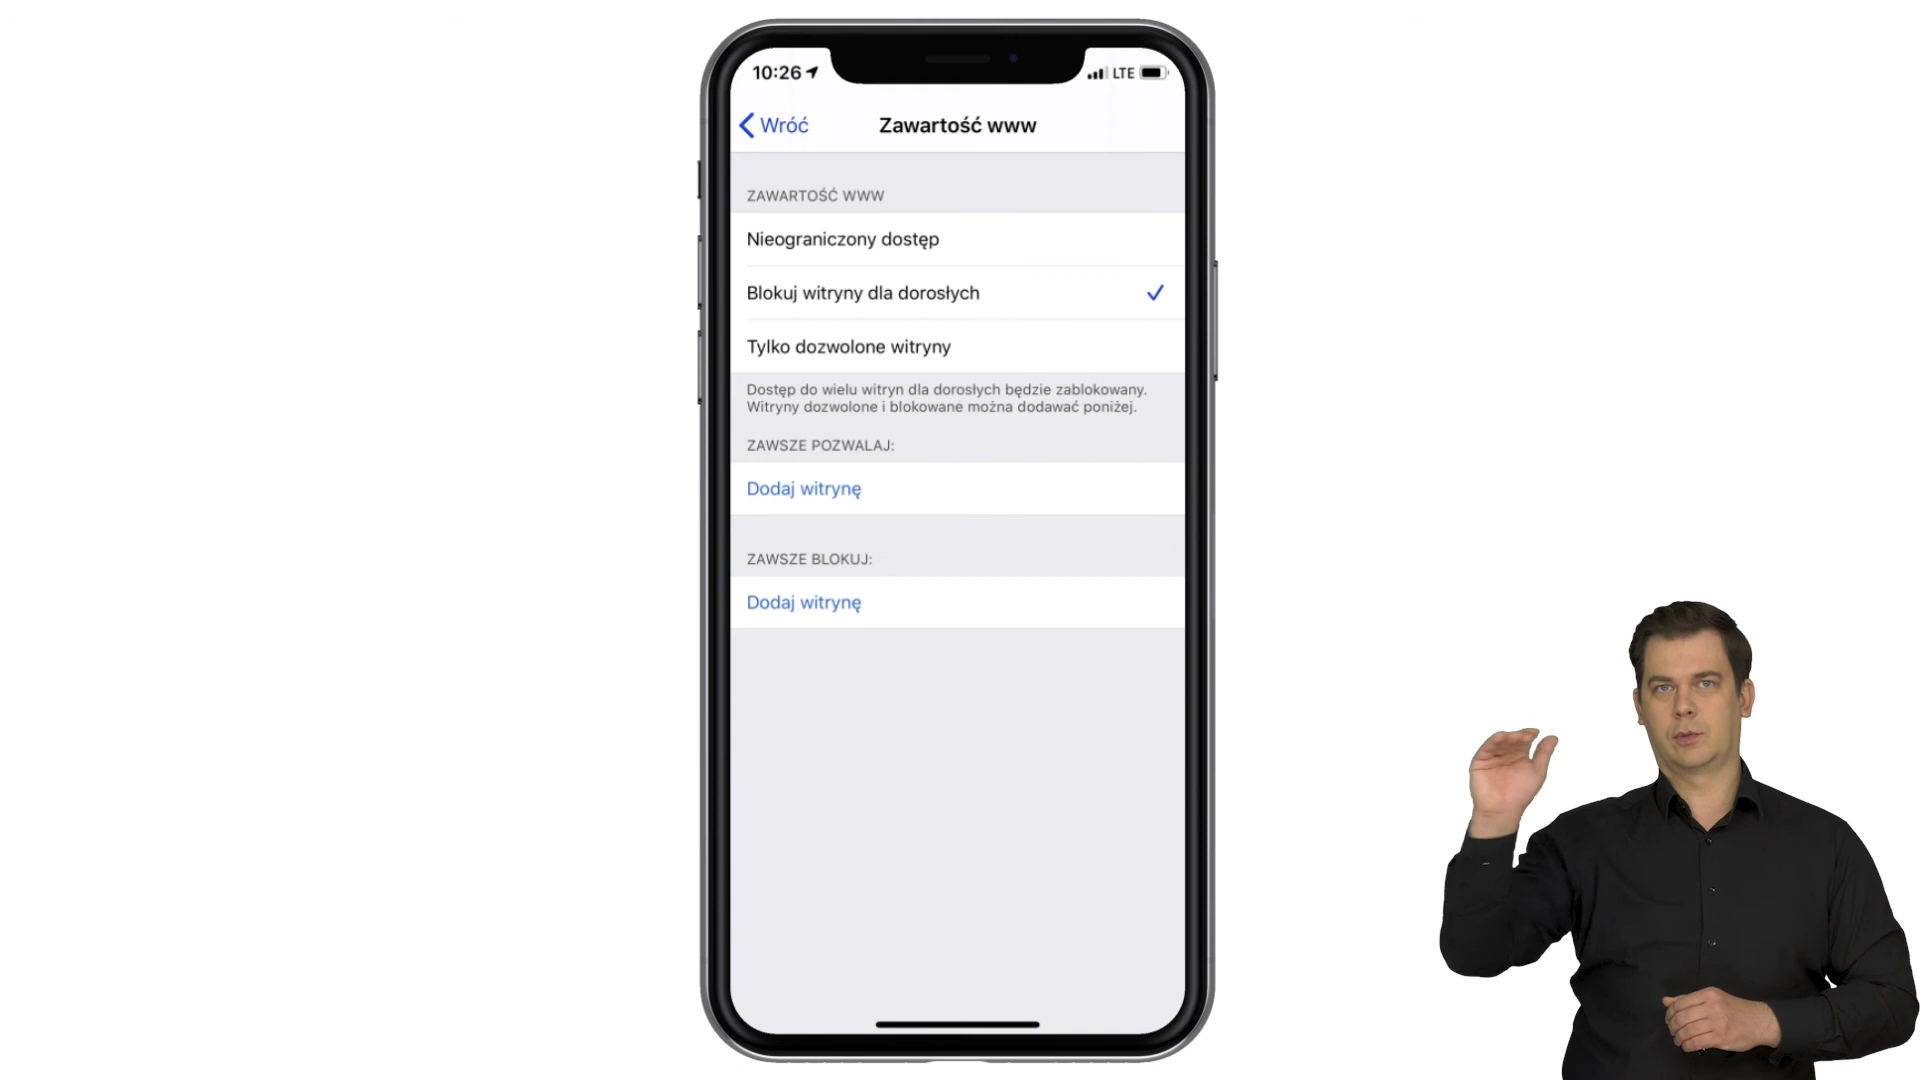 10:26
LTE
Wróć
Zawartość www
ZAWARTOŚĆ WWW
Nieograniczony dostęp
Blokuj witryny dla dorosłych
Tylko dozwolone witryny
Dostęp do wielu witryn dla dorosłych będzie zablokowany.
Witryny dozwolone i blokowane można dodawać poniżej.
ZAWSZE POZWALAJ:
Dodaj witrynę
ZAWSZE BLOKUJ:
Dodaj witrynę